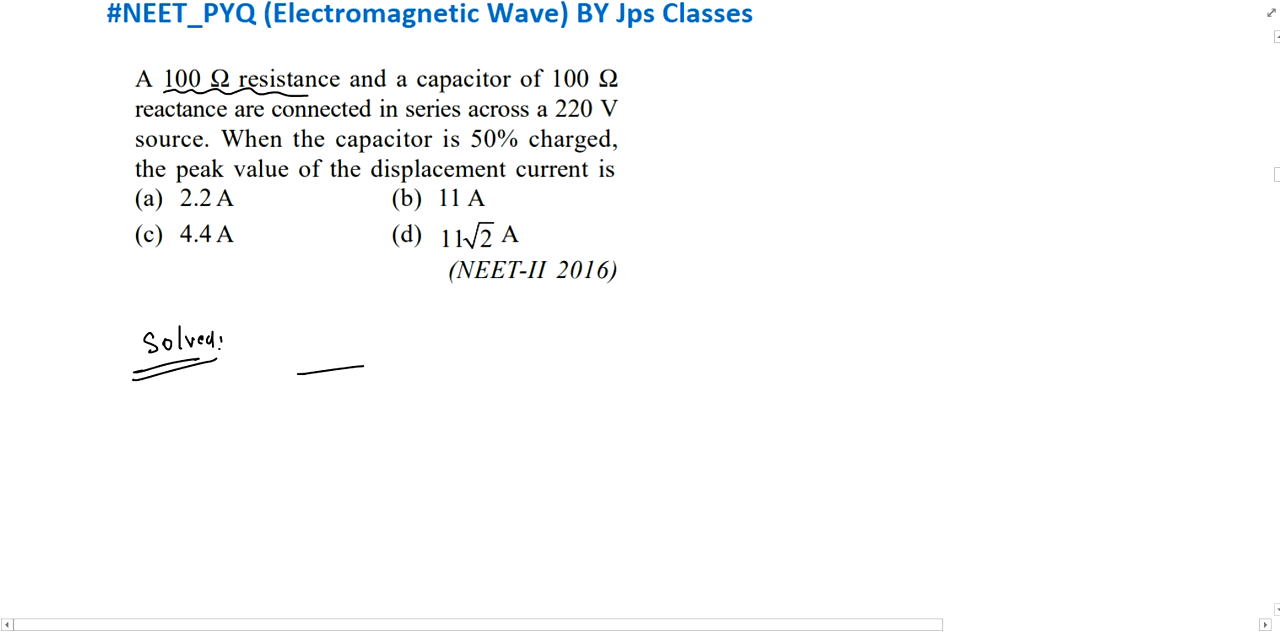 #NEET_PYQ (Electromagnetic Wave) BY Jps Classes
A 100 Ω resistance and a capacitor of 100 Ω
reactance are connected in series across a 220 V
source. When the capacitor is 50% charged,
the peak value of the displacement current is
(a) 2.2 A (b) 11 A
(c) 4.4 A (d) 11√2 A
(NEET-II 2016)
Solved: